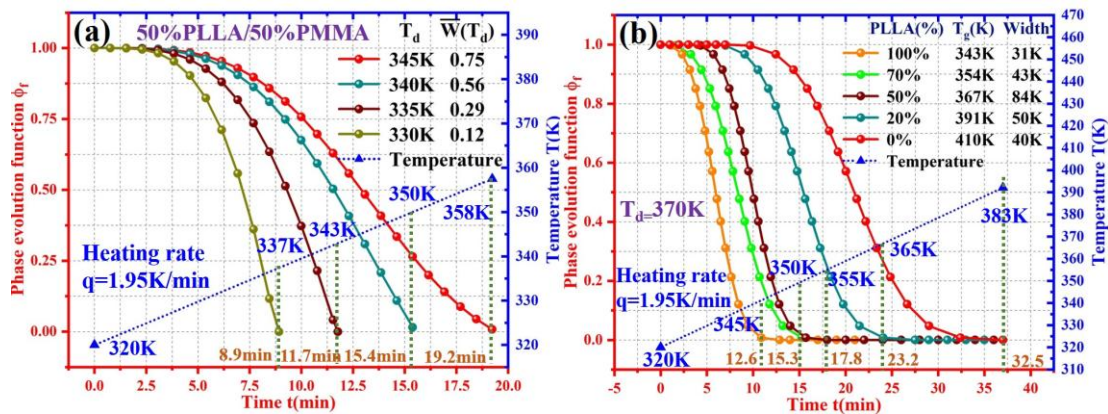 (a) 50%PLLA/50%PMMA
T_d W̅(T_d)
345K 0.75
340K 0.56
335K 0.29
330K 0.12
Temperature
350K
358K
343K
337K
Heating rate
q=1.95K/min
320K
8.9min 11.7min 15.4min 19.2min
Phase evolution function ϕ_f
1.00
0.75
0.50
0.25
0.00
0.0 2.5 5.0 7.5 10.0 12.5 15.0 17.5 20.0
Time t(min)
Temperature T(K)
390
380
370
360
350
340
330
320
(b)
PLLA(%) T_g(K) Width
100% 343K 31K
70% 354K 43K
50% 367K 84K
20% 391K 50K
0% 410K 40K
Temperature
T_d=370K
383K
365K
350K
355K
Heating rate
q=1.95K/min
345K
320K
12.6 15.3 17.8 23.2 32.5
Phase evolution function ϕ_f
1.0
0.8
0.6
0.4
0.2
0.0
-5 0 5 10 15 20 25 30 35 40
Time t(min)
Temperature T(K)
470
460
450
440
430
420
410
400
390
380
370
360
350
340
330
320
310